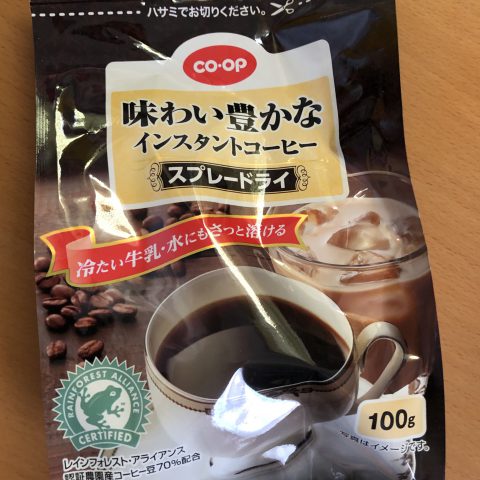 ハサミでお切りください。
CO・OP
味わい豊かな
インスタントコーヒー
スプレードライ
冷たい牛乳・水にもさっと溶ける
RAINFOREST ALLIANCE
CERTIFIED
100g
写真はイメージです。
レインフォレスト・アライアンス
認証農園産コーヒー豆70%配合